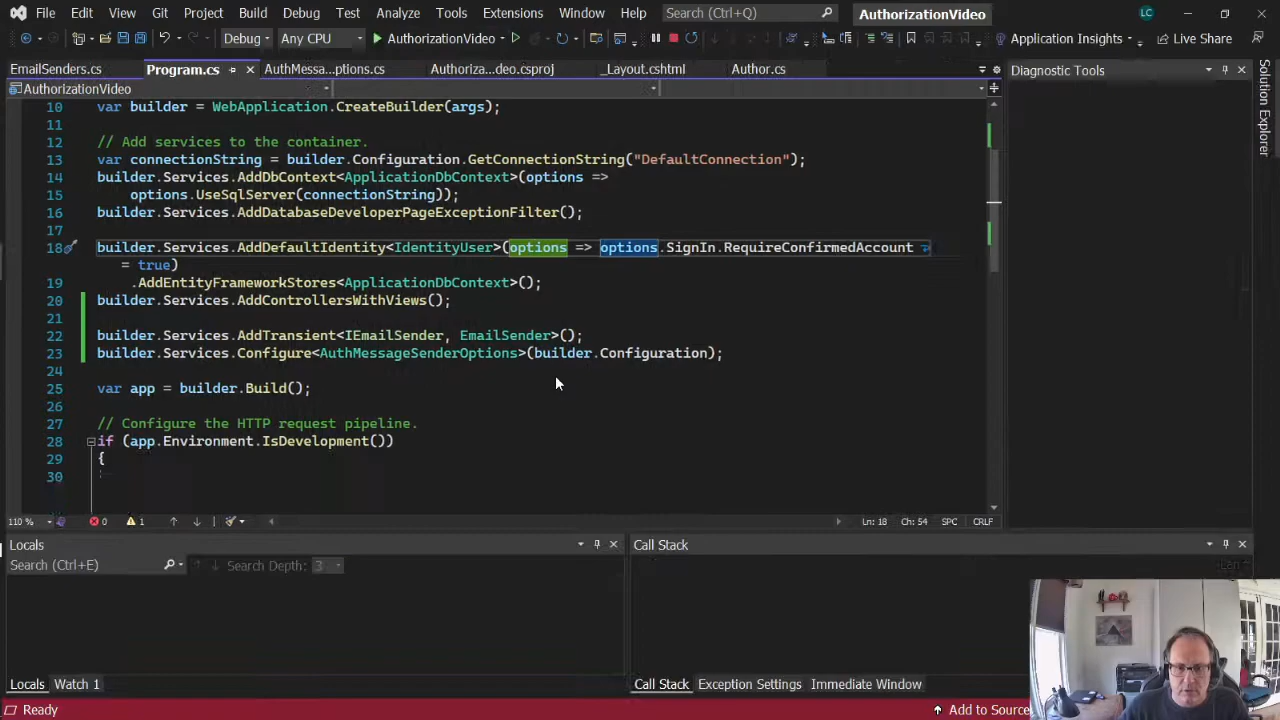 File Edit View Git Project Build Debug Test Analyze Tools Extensions Window Help Search (Ctrl+Q) AuthorizationVideo LC
Debug Any CPU AuthorizationVideo Application Insights Live Share
EmailSenders.cs Program.cs AuthMessa...ptions.cs Authoriza...deo.csproj _Layout.cshtml Author.cs Diagnostic Tools
AuthorizationVideo
Solution Explorer
10 var builder = WebApplication.CreateBuilder(args);
11
12 // Add services to the container.
13 var connectionString = builder.Configuration.GetConnectionString("DefaultConnection");
14 builder.Services.AddDbContext<ApplicationDbContext>(options =>
15 options.UseSqlServer(connectionString));
16 builder.Services.AddDatabaseDeveloperPageExceptionFilter();
17
18 builder.Services.AddDefaultIdentity<IdentityUser>(options => options.SignIn.RequireConfirmedAccount
= true)
19 .AddEntityFrameworkStores<ApplicationDbContext>();
20 builder.Services.AddControllersWithViews();
21
22 builder.Services.AddTransient<IEmailSender, EmailSender>();
23 builder.Services.Configure<AuthMessageSenderOptions>(builder.Configuration);
24
25 var app = builder.Build();
26
27 // Configure the HTTP request pipeline.
28 if (app.Environment.IsDevelopment())
29 {
30
110 % 0 1 Ln: 18 Ch: 54 SPC CRLF
Locals Call Stack
Search (Ctrl+E) Search Depth: 3
Locals Watch 1 Call Stack Exception Settings Immediate Window
Ready Add to Source